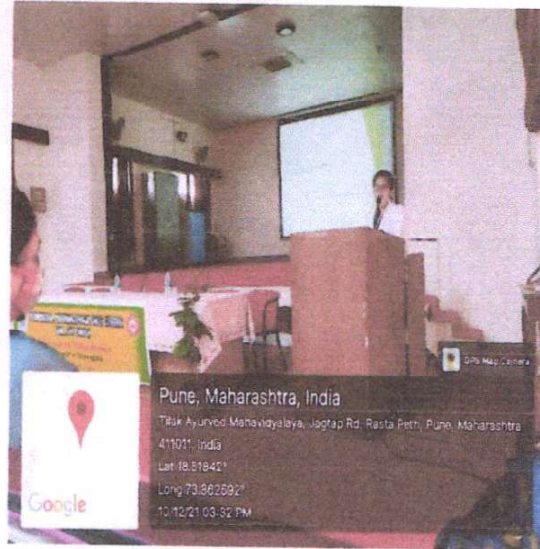 GPS Map Camera
Pune, Maharashtra, India
Tilak Ayurved Mahavidyalaya, Jagtap Rd, Rasta Peth, Pune, Maharashtra
411011, India
Lat 18.51842°
Long 73.862592°
10/12/21 03:32 PM
Google